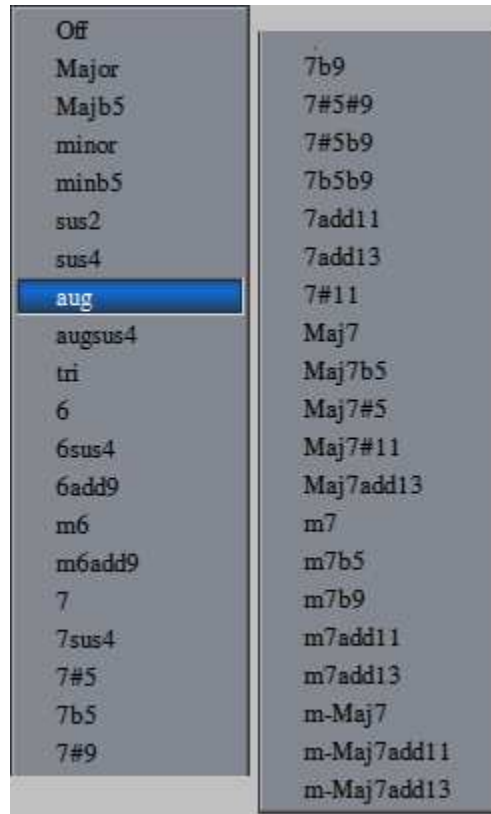 Off
Major
Majb5
minor
minb5
sus2
sus4
aug
augsus4
tri
6
6sus4
6add9
m6
m6add9
7
7sus4
7#5
7b5
7#9
7b9
7#5#9
7#5b9
7b5b9
7add11
7add13
7#11
Maj7
Maj7b5
Maj7#5
Maj7#11
Maj7add13
m7
m7b5
m7b9
m7add11
m7add13
m-Maj7
m-Maj7add11
m-Maj7add13